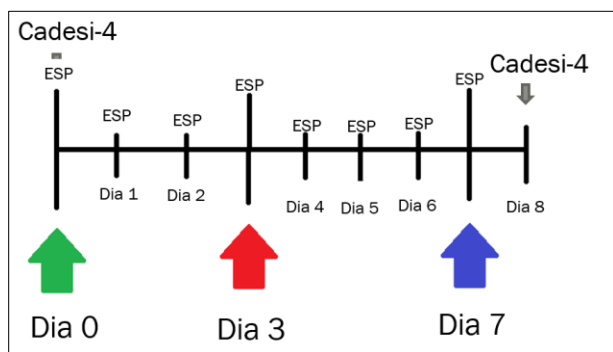 Cadesi-4
ESP ESP ESP ESP ESP ESP ESP ESP
Cadesi-4
Dia 1 Dia 2 Dia 4 Dia 5 Dia 6 Dia 8
Dia 0 Dia 3 Dia 7